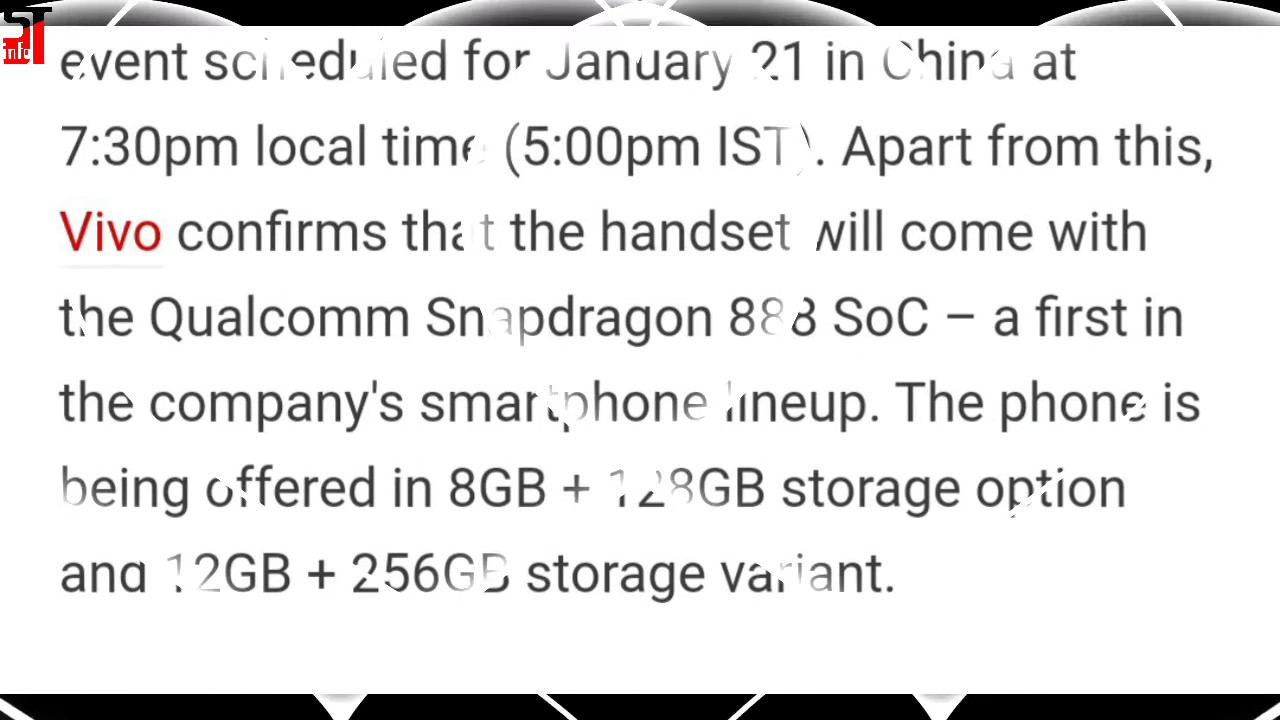 ST
info
event scheduled for January 21 in China at
7:30pm local time (5:00pm IST). Apart from this,
Vivo confirms that the handset will come with
the Qualcomm Snapdragon 888 SoC – a first in
the company's smartphone lineup. The phone is
being offered in 8GB + 128GB storage option
and 12GB + 256GB storage variant.